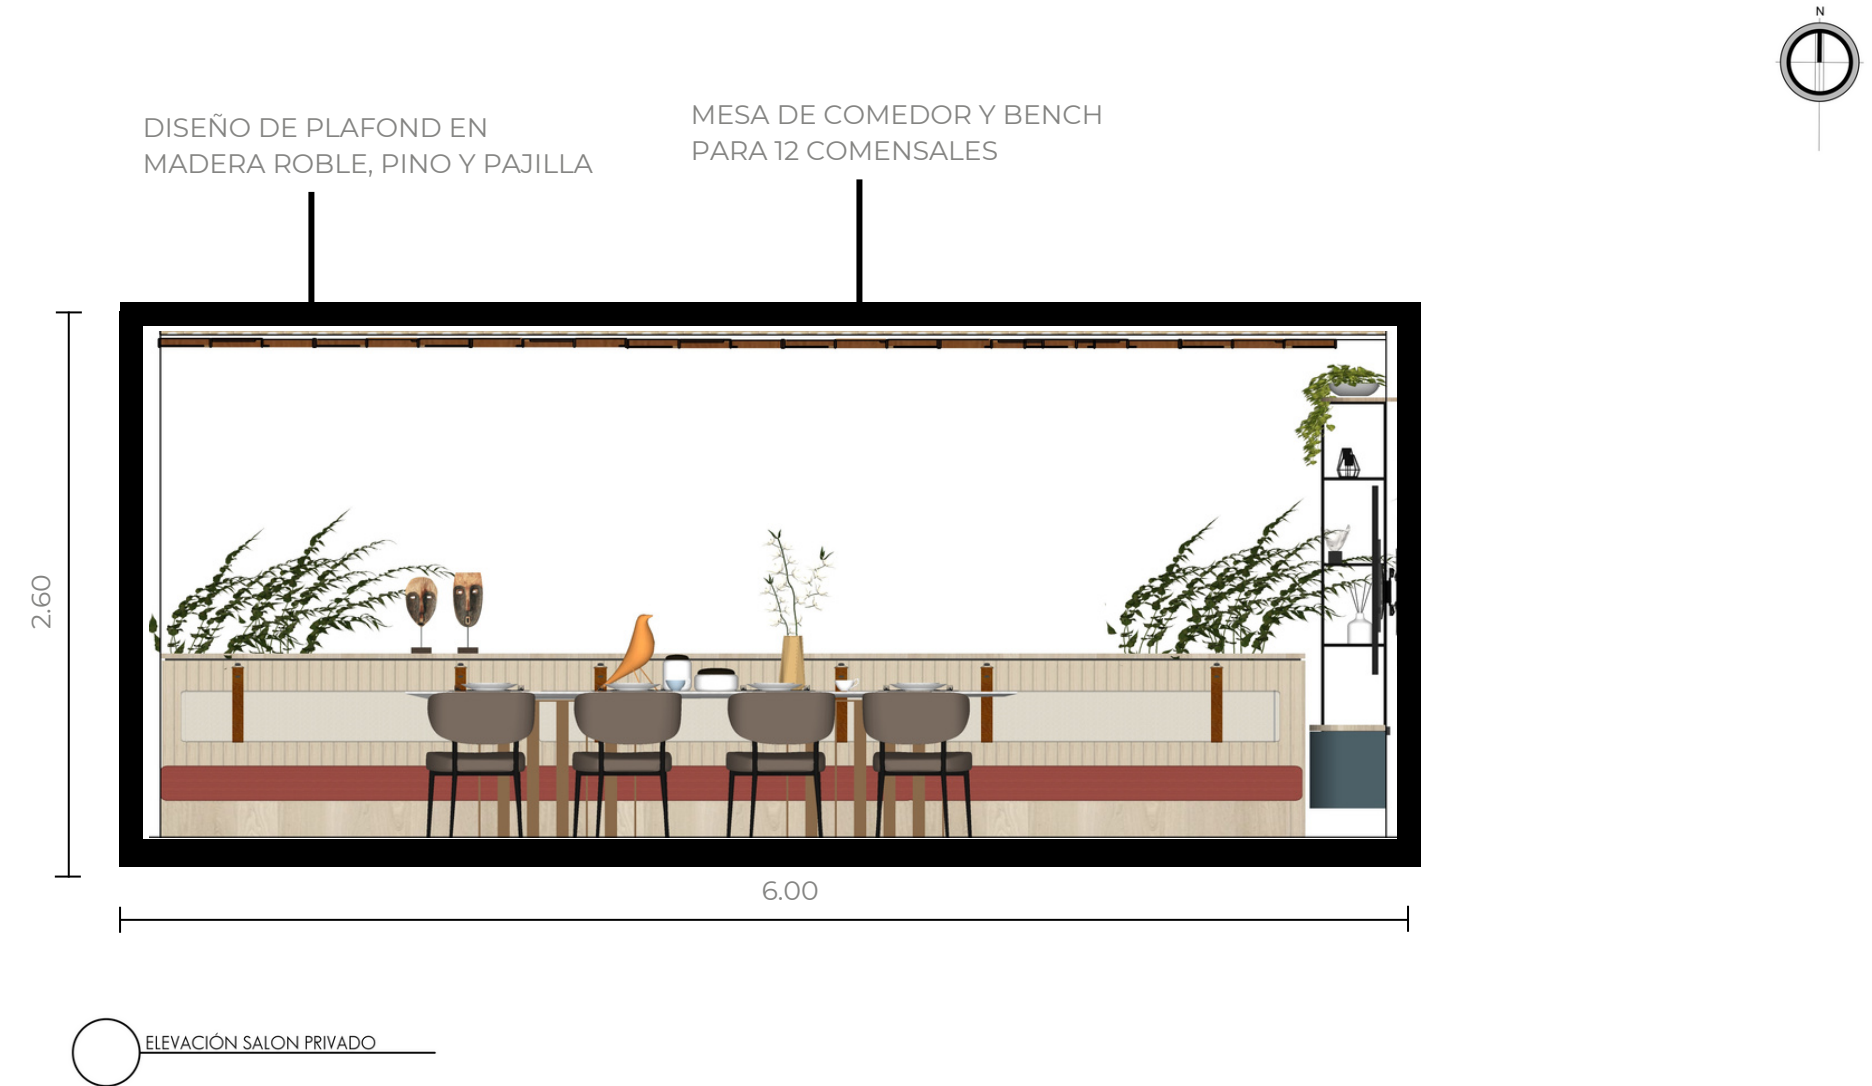 N
DISEÑO DE PLAFOND EN
MADERA ROBLE, PINO Y PAJILLA
MESA DE COMEDOR Y BENCH
PARA 12 COMENSALES
2.60
6.00
ELEVACIÓN SALON PRIVADO